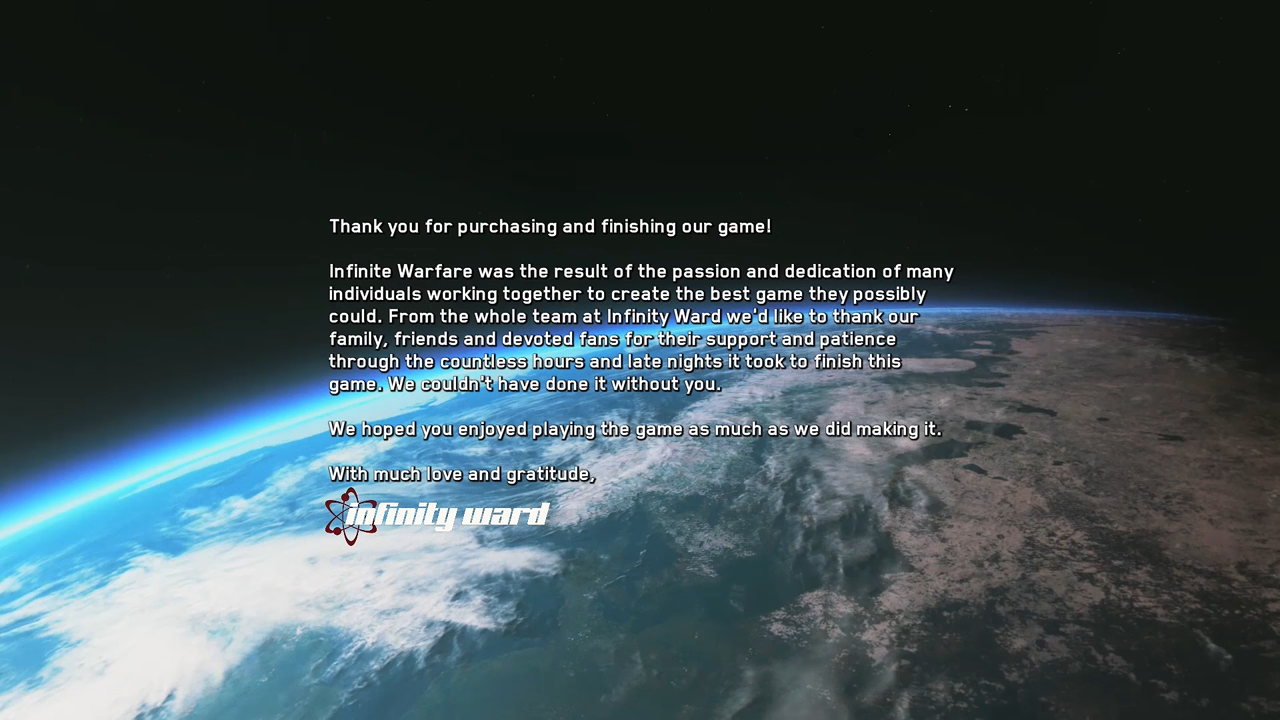 Thank you for purchasing and finishing our game!
Infinite Warfare was the result of the passion and dedication of many
individuals working together to create the best game they possibly
could. From the whole team at Infinity Ward we'd like to thank our
family, friends and devoted fans for their support and patience
through the countless hours and late nights it took to finish this
game. We couldn't have done it without you.
We hoped you enjoyed playing the game as much as we did making it.
With much love and gratitude,
infinity ward